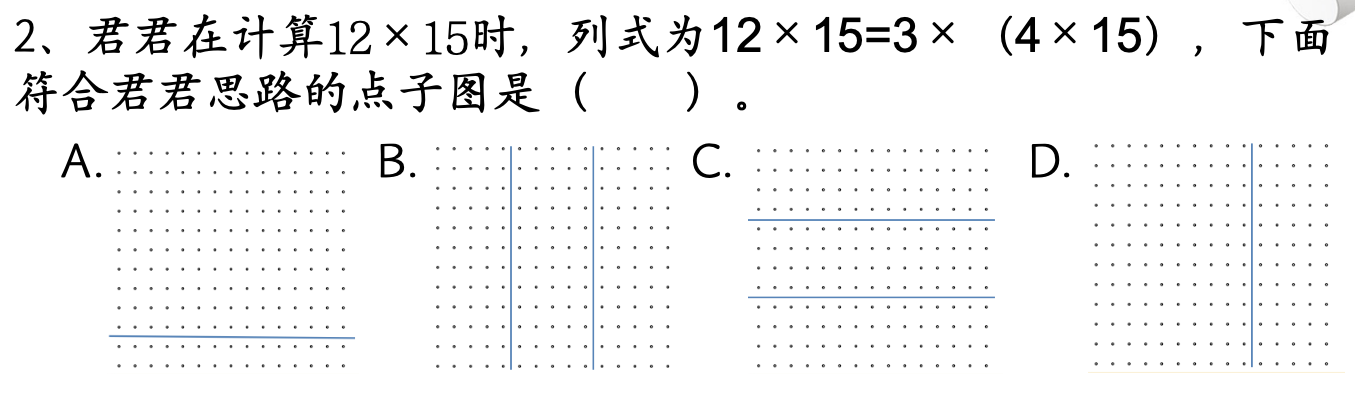 2、君君在计算12×15时，列式为12×15=3×（4×15），下面
符合君君思路的点子图是（　　）。
A. B. C. D.